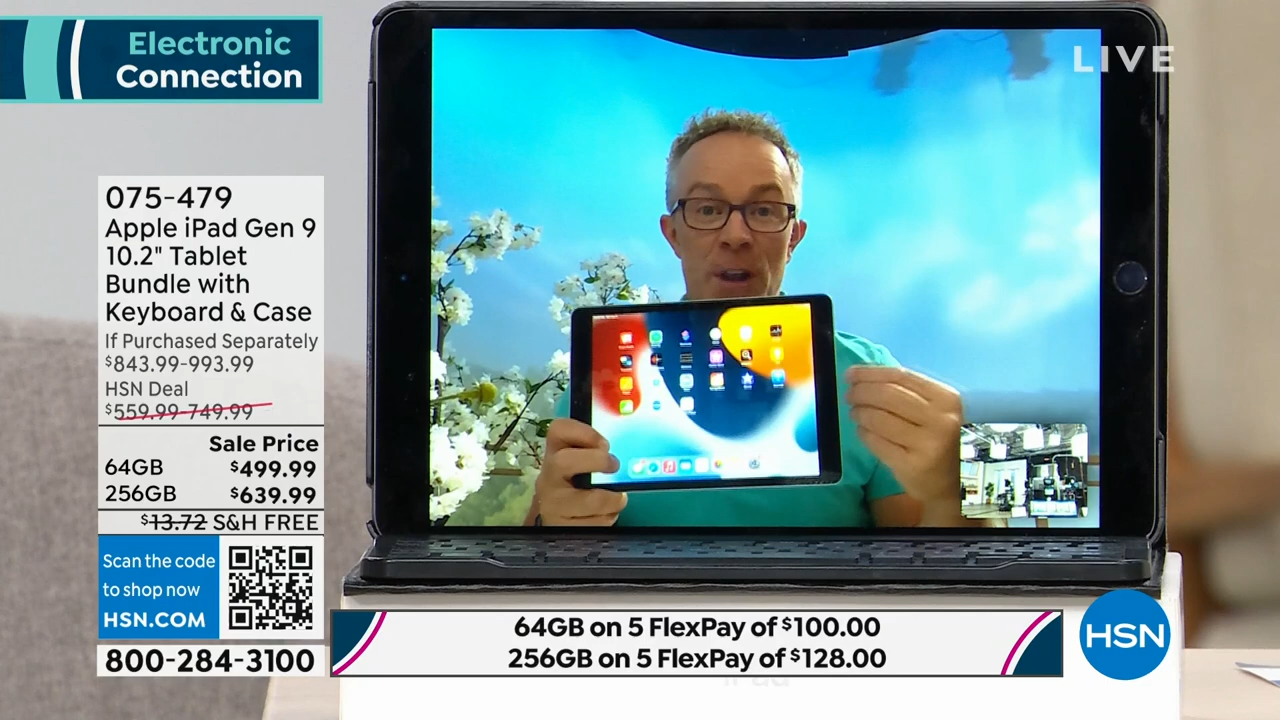 Electronic
Connection
LIVE
075-479
Apple iPad Gen 9
10.2" Tablet
Bundle with
Keyboard & Case
If Purchased Separately
$843.99-993.99
HSN Deal
$559.99-749.99
Sale Price
64GB $499.99
256GB $639.99
$13.72 S&H FREE
Scan the code
to shop now
HSN.COM
800-284-3100
64GB on 5 FlexPay of $100.00
256GB on 5 FlexPay of $128.00
HSN
iPad